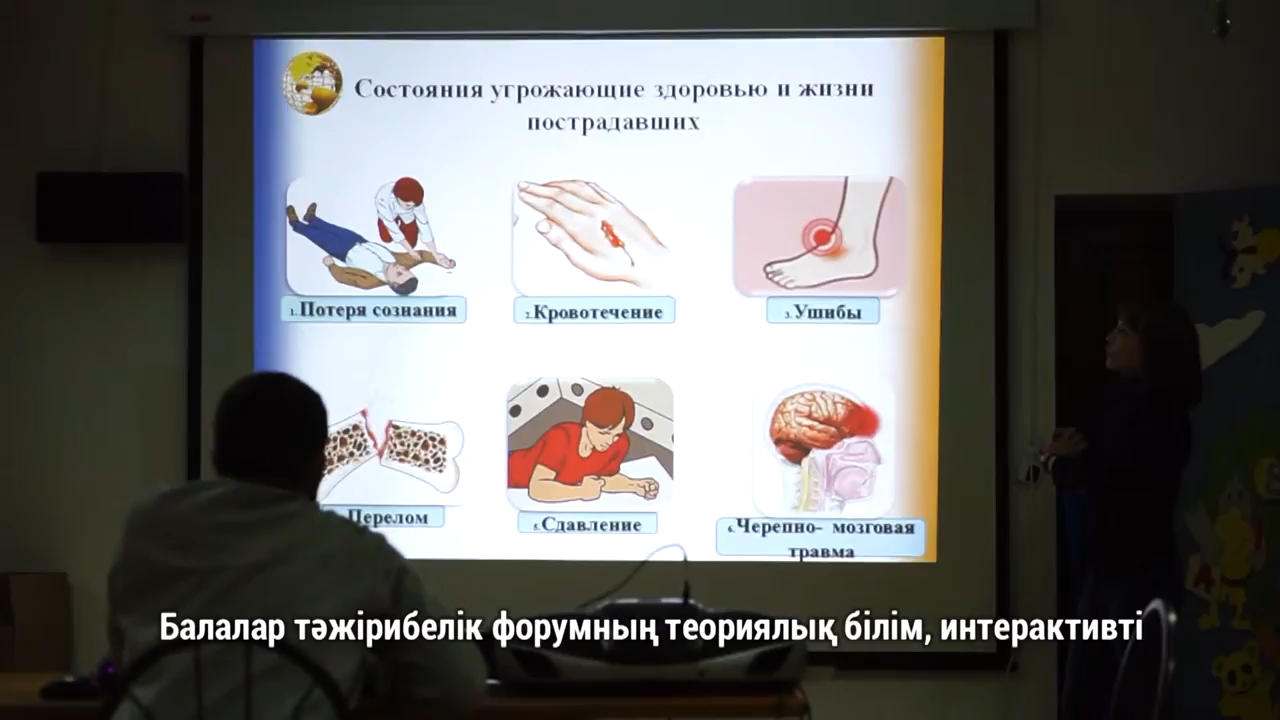 Состояния угрожающие здоровью и жизни
пострадавших
1.Потеря сознания
2.Кровотечение
3.Ушибы
Перелом
5.Сдавление
6.Черепно- мозговая
травма
Балалар тәжірибелік форумның теориялық білім, интерактивті